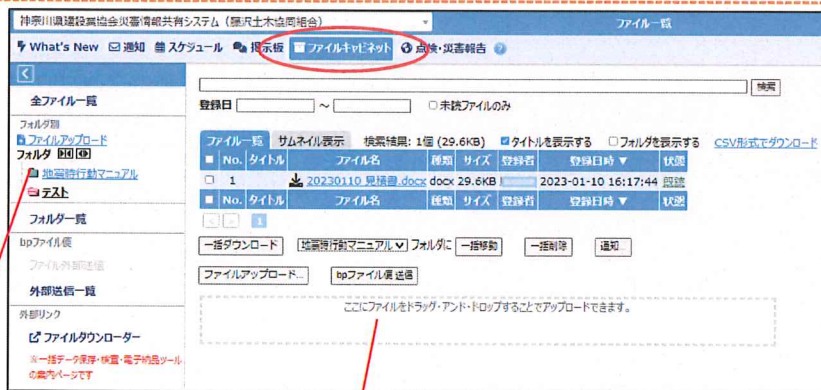 神奈川県建設業協会災害情報共有システム（藤沢土木協同組合）
ファイル一覧
What's New 通知 スケジュール 掲示板 ファイルキャビネット 点検・災害報告
全ファイル一覧
検索
登録日 ～ 未読ファイルのみ
フォルダ別
ファイルアップロード
フォルダ
地震時行動マニュアル
テスト
フォルダ一覧
bpファイル便
ファイル外部送信
外部送信一覧
外部リンク
ファイルダウンローダー
※一括データ保存・検査・電子納品ツール
の案内ページです
ファイル一覧 サムネイル表示 検索結果: 1個 (29.6KB) タイトルを表示する フォルダを表示する CSV形式でダウンロード
No. タイトル ファイル名 種類 サイズ 登録者 登録日時 ▼ 状態
1 20230110_見積書.docx docx 29.6KB 2023-01-10 16:17:44 既読
No. タイトル ファイル名 種類 サイズ 登録者 登録日時 ▼ 状態
1
一括ダウンロード 地震時行動マニュアル フォルダに 一括移動 一括削除 通知...
ファイルアップロード... bpファイル便 送信
ここにファイルをドラッグ・アンド・ドロップすることでアップロードできます。